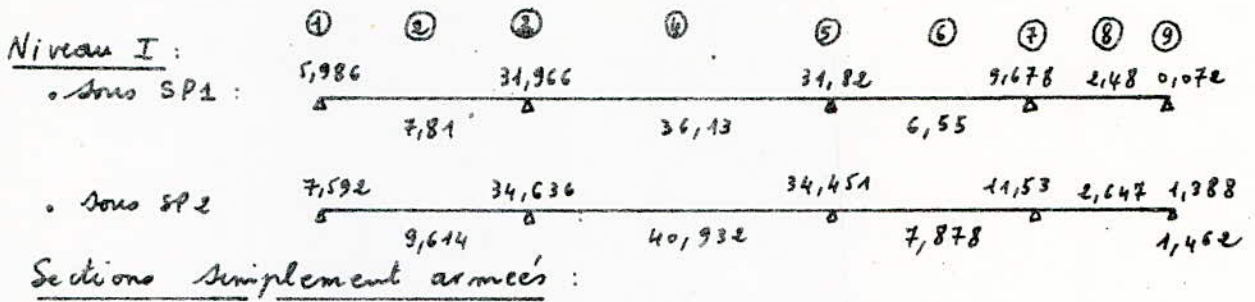 ① ② ③ ④ ⑤ ⑥ ⑦ ⑧ ⑨
Niveau I :
5,986 31,966 31,82 9,678 2,48 0,072
• sous SP1 :
7,81 36,13 6,55
7,592 34,636 34,451 11,53 2,647 1,388
• sous SP2
9,614 40,932 7,878 1,462
Sections simplement armées :